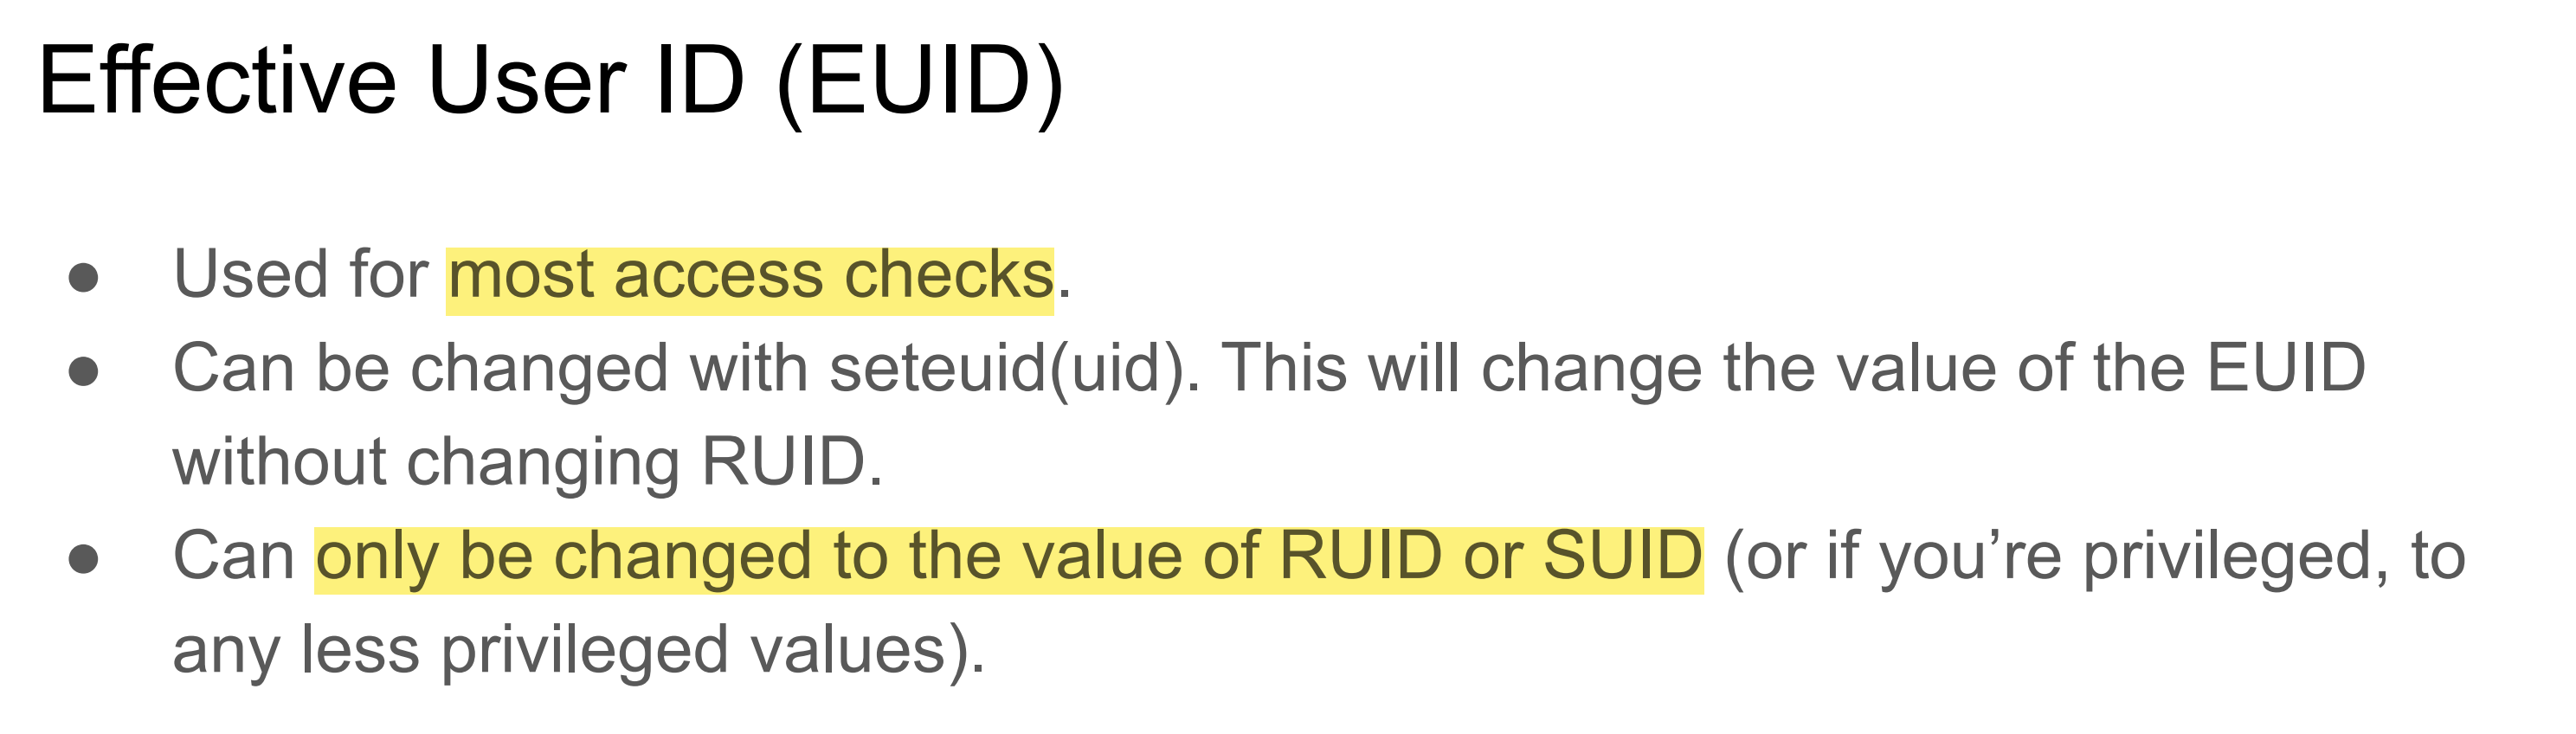 Effective User ID (EUID)
● Used for most access checks.
● Can be changed with seteuid(uid). This will change the value of the EUID
without changing RUID.
● Can only be changed to the value of RUID or SUID (or if you’re privileged, to
any less privileged values).